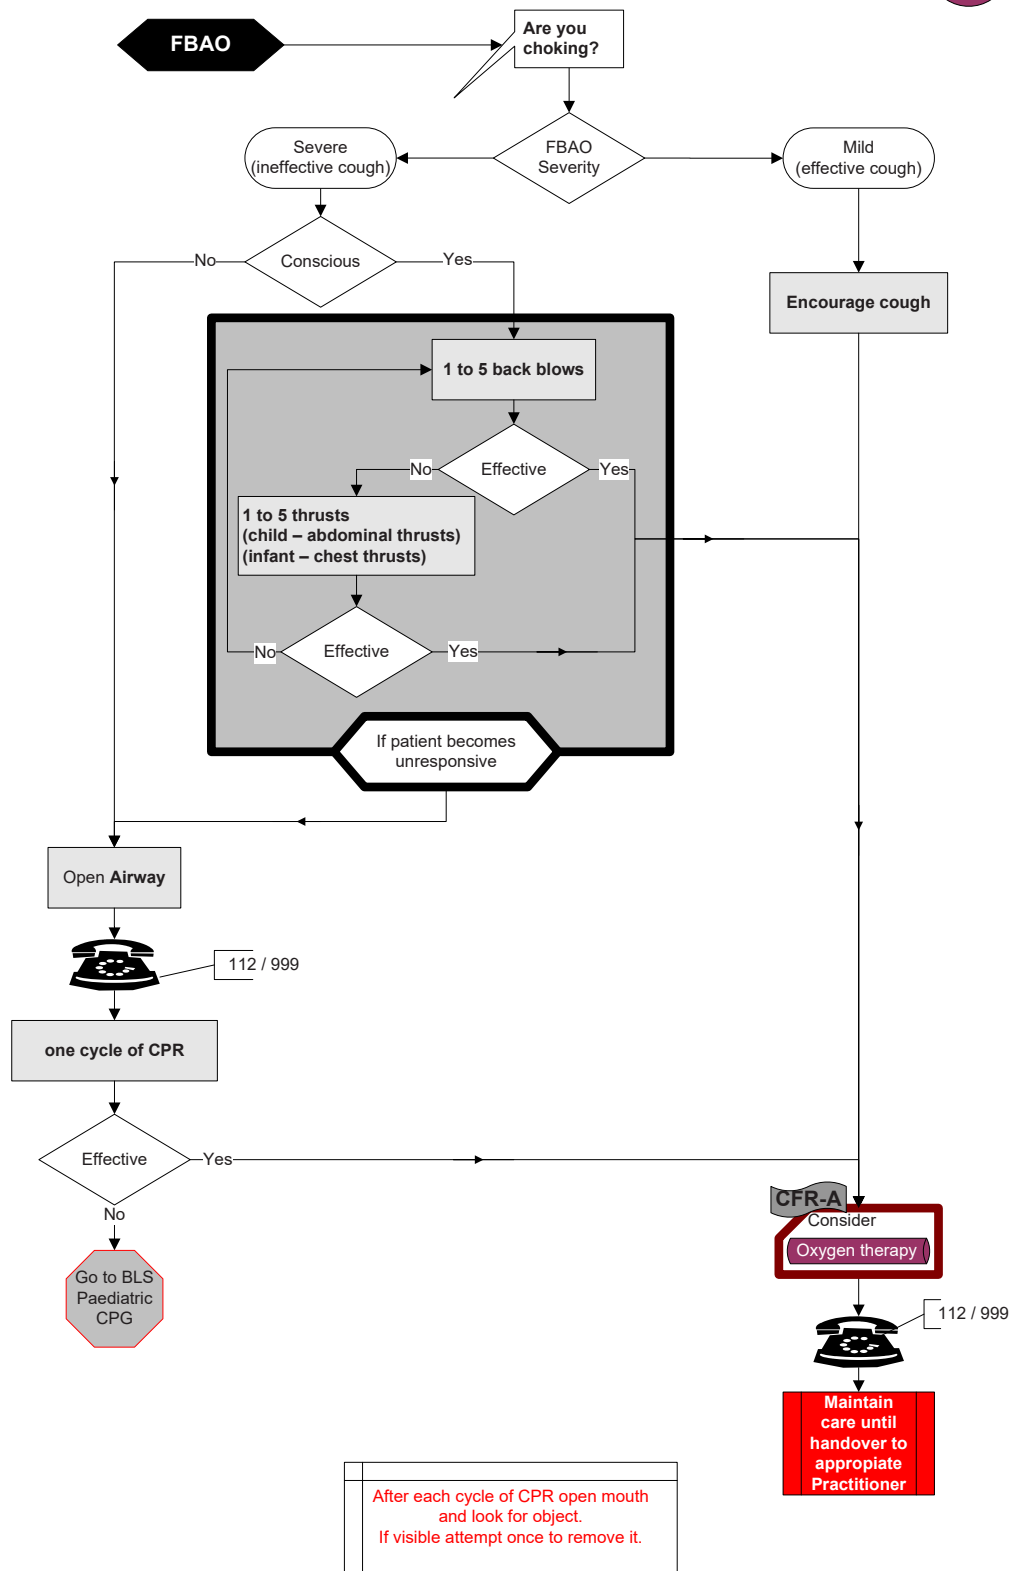 FBAO
Are you
choking?
Severe
(ineffective cough)
FBAO
Severity
Mild
(effective cough)
No
Conscious
Yes
Encourage cough
1 to 5 back blows
No
Effective
Yes
1 to 5 thrusts
(child – abdominal thrusts)
(infant – chest thrusts)
No
Effective
Yes
If patient becomes
unresponsive
Open Airway
112 / 999
one cycle of CPR
Effective
Yes
No
Go to BLS
Paediatric
CPG
CFR-A
Consider
Oxygen therapy
112 / 999
Maintain
care until
handover to
appropiate
Practitioner
After each cycle of CPR open mouth
and look for object.
If visible attempt once to remove it.